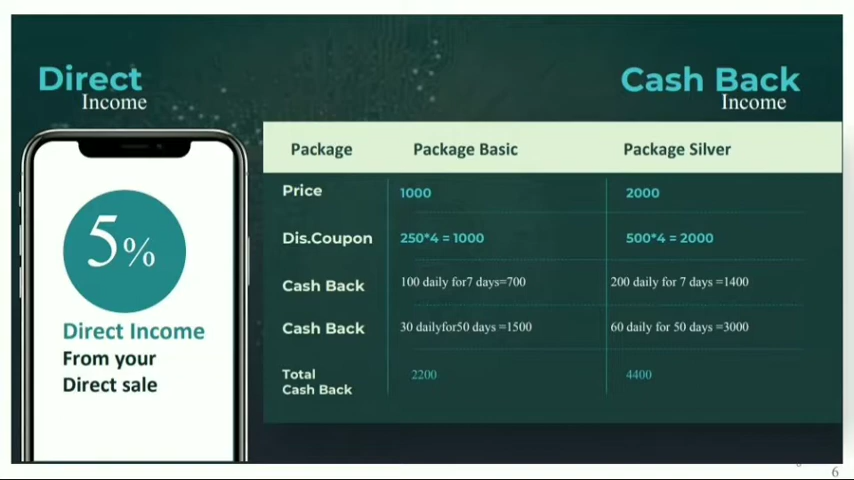 Direct
Income
Cash Back
Income
5%
Direct Income
From your
Direct sale
Package Package Basic Package Silver
Price 1000 2000
Dis.Coupon 250*4 = 1000 500*4 = 2000
Cash Back 100 daily for7 days=700 200 daily for 7 days =1400
Cash Back 30 dailyfor50 days =1500 60 daily for 50 days =3000
Total
Cash Back 2200 4400
6